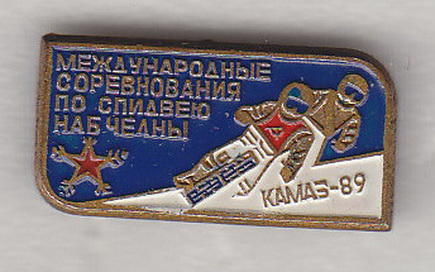 МЕЖДУНАРОДНЫЕ
СОРЕВНОВАНИЯ
ПО СПИДВЕЮ
НАБ ЧЕЛНЫ
КАМАЗ-89